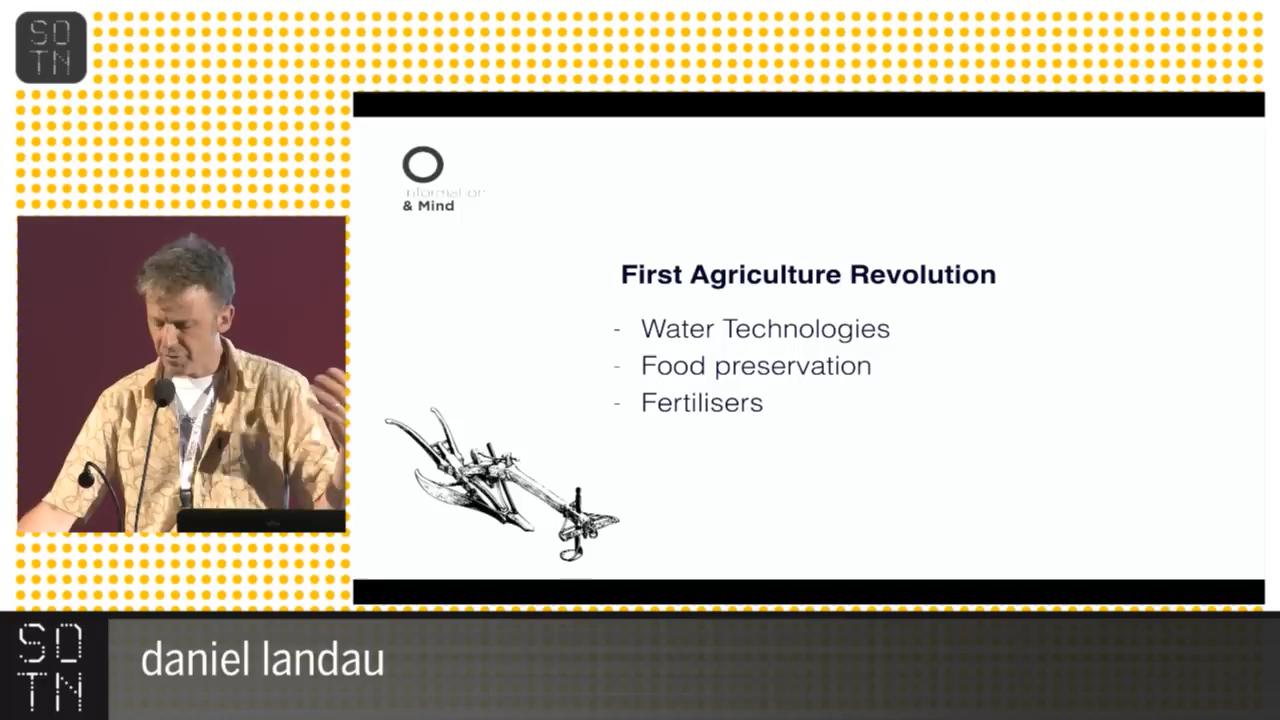 SO
TN
Information
& Mind
First Agriculture Revolution
- Water Technologies
- Food preservation
- Fertilisers
SO
TN
daniel landau